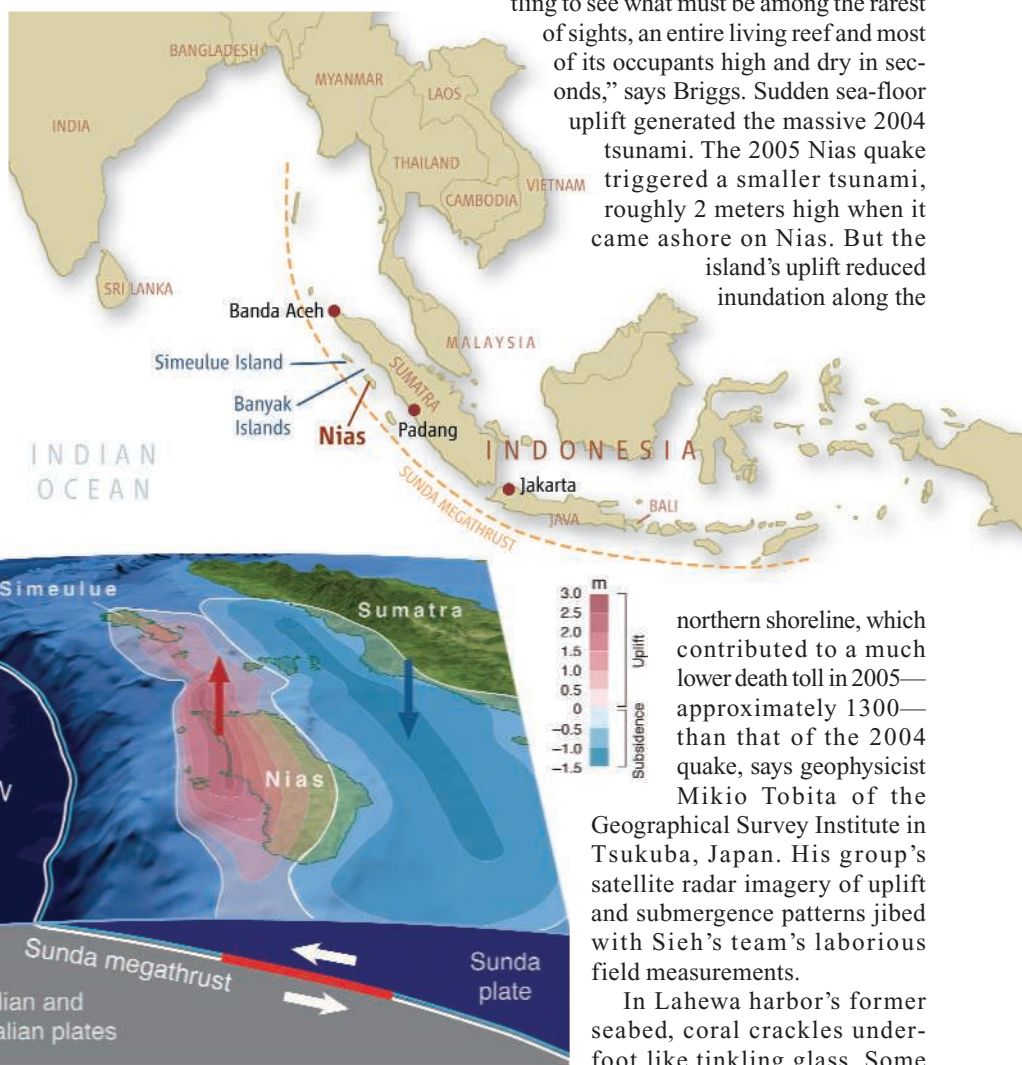 tling to see what must be among the rarest
of sights, an entire living reef and most
of its occupants high and dry in sec-
onds,” says Briggs. Sudden sea-floor
uplift generated the massive 2004
tsunami. The 2005 Nias quake
triggered a smaller tsunami,
roughly 2 meters high when it
came ashore on Nias. But the
island’s uplift reduced
inundation along the
BANGLADESH
MYANMAR
LAOS
INDIA
THAILAND
VIETNAM
CAMBODIA
SRI LANKA
Banda Aceh
MALAYSIA
Simeulue Island
SUMATRA
Banyak
Islands
Nias
Padang
INDONESIA
INDIAN
OCEAN
Jakarta
SUNDA MEGATHRUST
BALI
JAVA
Simeulue
Sumatra
Nias
Sunda megathrust
Sunda
plate
alian plates
m
3.0
2.5
2.0
1.5
1.0
0.5
0
–0.5
–1.0
–1.5
Uplift
Subsidence
northern shoreline, which
contributed to a much
lower death toll in 2005—
approximately 1300—
than that of the 2004
quake, says geophysicist
Mikio Tobita of the
Geographical Survey Institute in
Tsukuba, Japan. His group’s
satellite radar imagery of uplift
and submergence patterns jibed
with Sieh’s team’s laborious
field measurements.
In Lahewa harbor’s former
seabed, coral crackles under-
foot like tinkling glass. Some